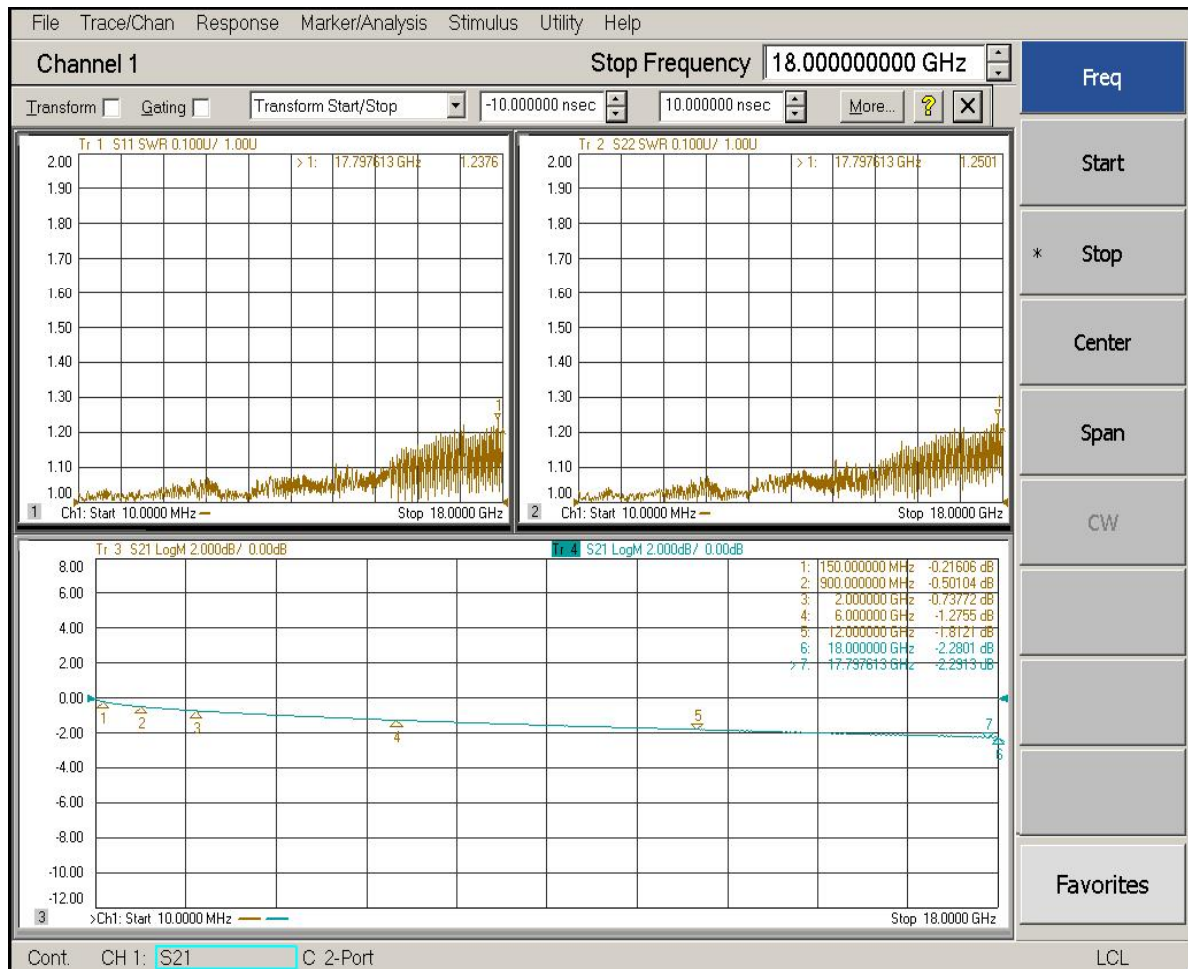 File Trace/Chan Response Marker/Analysis Stimulus Utility Help
Channel 1 Stop Frequency 18.000000000 GHz
Transform Gating Transform Start/Stop -10.000000 nsec 10.000000 nsec More... ? X
Tr 1 S11 SWR 0.100U/ 1.00U
> 1: 17.797613 GHz 1.2376
2.00
1.90
1.80
1.70
1.60
1.50
1.40
1.30
1.20
1.10
1.00
1
1 Ch1: Start 10.0000 MHz Stop 18.0000 GHz
Tr 2 S22 SWR 0.100U/ 1.00U
> 1: 17.797613 GHz 1.2501
2.00
1.90
1.80
1.70
1.60
1.50
1.40
1.30
1.20
1.10
1.00
1
2 Ch1: Start 10.0000 MHz Stop 18.0000 GHz
Tr 3 S21 LogM 2.000dB/ 0.00dB Tr 4 S21 LogM 2.000dB/ 0.00dB
1: 150.000000 MHz -0.21606 dB
2: 900.000000 MHz -0.50104 dB
3: 2.000000 GHz -0.73772 dB
4: 6.000000 GHz -1.2755 dB
5: 12.000000 GHz -1.8121 dB
6: 18.000000 GHz -2.2801 dB
> 7: 17.797613 GHz -2.2913 dB
8.00
6.00
4.00
2.00
0.00
-2.00
-4.00
-6.00
-8.00
-10.00
-12.00
1 2 3 4 5 7 6
3 >Ch1: Start 10.0000 MHz Stop 18.0000 GHz
Cont. CH 1: S21 C 2-Port LCL
Freq
Start
* Stop
Center
Span
CW
Favorites